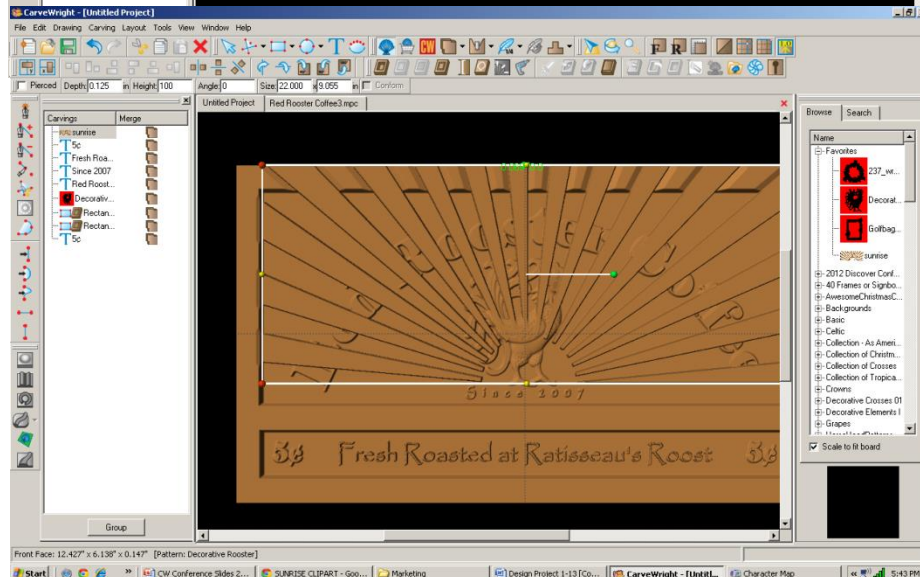 CarveWright - [Untitled Project]
File Edit Drawing Carving Layout Tools View Window Help
Pierced Depth: 0.125 in Height: 100 Angle: 0 Size: 22.000 x 9.055 in Conform
Untitled Project Red Rooster Coffee3.mpc
Carvings Merge
sunrise
5¢
Fresh Roa...
Since 2007
Red Roost...
Decorativ...
Rectan...
Rectan...
5¢
Group
Since 2007
5¢ Fresh Roasted at Ratisseau's Roost 5¢
Browse Search
Name
Favorites
237_wr...
Decorat...
Golfbag...
sunrise
2012 Discover Conf...
40 Frames or Signbo...
AwesomeChristmasC...
Backgrounds
Basic
Celtic
Collection - As Ameri...
Collection of Christm...
Collection of Crosses
Collection of Tropica...
Crowns
Decorative Crosses 01
Decorative Elements I
Grapes
Scale to fit board
Front Face: 12.427" x 6.138" x 0.147" [Pattern: Decorative Rooster]
Start CW Conference Slides 2... SUNRISE CLIPART - Goo... Marketing Design Project 1-13 [Co... CarveWright - [Untitl... Character Map 5:43 PM